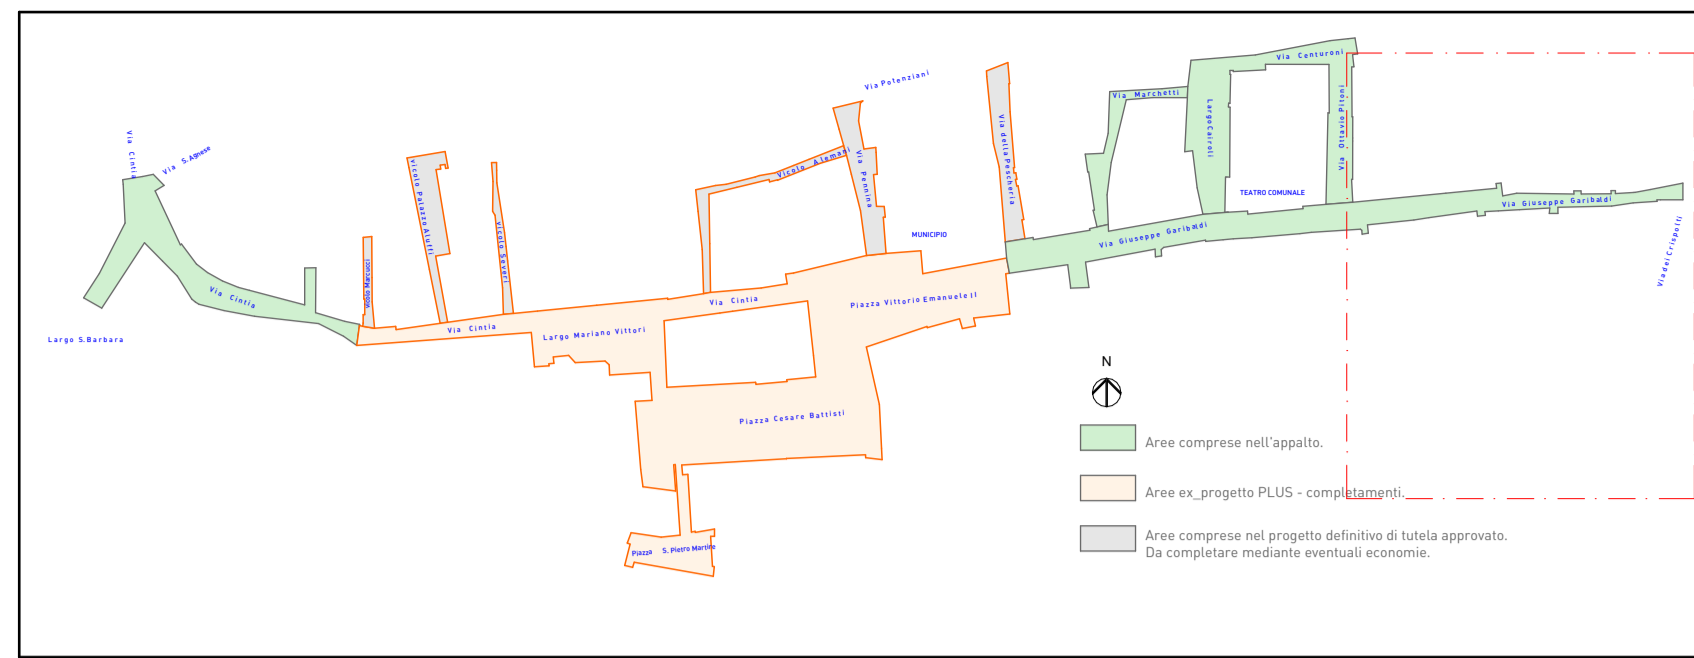 Via Centuroni
Via Potenziani
Via Marchetti
Largo Cairoli
Via Ottavio Pitoni
Via della Pescheria
Via Cintia
Via S. Agnese
Vicolo Alemani
Via Pennina
vicolo Palazzo Aluffi
TEATRO COMUNALE
Via Giuseppe Garibaldi
Via Giuseppe Garibaldi
vicolo Severi
MUNICIPIO
Via dei Crispolti
vicolo Marcucci
Via Cintia
Via Cintia
Piazza Vittorio Emanuele II
Via Cintia
Largo Mariano Vittori
Largo S.Barbara
N
Piazza Cesare Battisti
Aree comprese nell'appalto.
Aree ex_progetto PLUS - completamenti.
Aree comprese nel progetto definitivo di tutela approvato.
Da completare mediante eventuali economie.
Piazza S. Pietro Martire